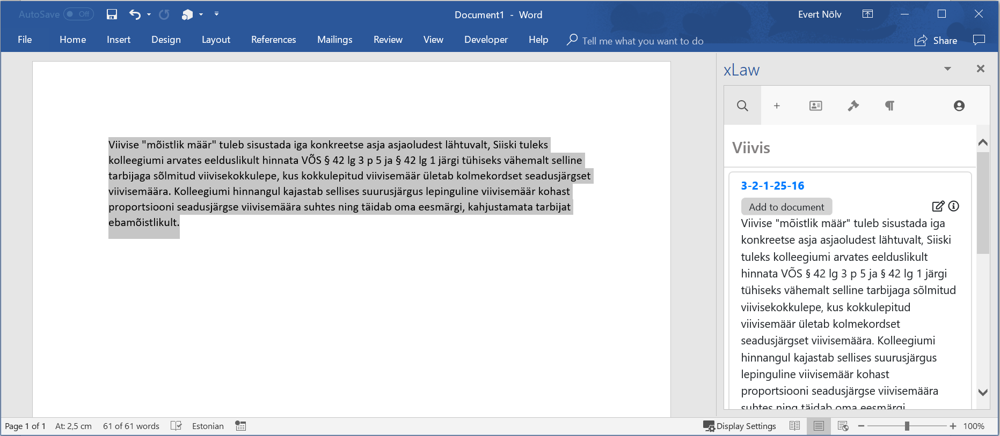 AutoSave Off
Document1 - Word
Evert Nõlv
File Home Insert Design Layout References Mailings Review View Developer Help Tell me what you want to do
Share
Viivise "mõistlik määr" tuleb sisustada iga konkreetse asja asjaoludest lähtuvalt, Siiski tuleks
kolleegiumi arvates eelduslikult hinnata VÕS § 42 lg 3 p 5 ja § 42 lg 1 järgi tühiseks vähemalt selline
tarbijaga sõlmitud viivisekokkulepe, kus kokkulepitud viivisemäär ületab kolmekordset seadusjärgset
viivisemäära. Kolleegiumi hinnangul kajastab sellises suurusjärgus lepinguline viivisemäär kohast
proportsiooni seadusjärgse viivisemäära suhtes ning täidab oma eesmärgi, kahjustamata tarbijat
ebamõistlikult.
xLaw
Viivis
3-2-1-25-16
Add to document
Viivise "mõistlik määr" tuleb sisustada iga
konkreetse asja asjaoludest lähtuvalt, Siiski
tuleks kolleegiumi arvates eelduslikult
hinnata VÕS § 42 lg 3 p 5 ja § 42 lg 1 järgi
tühiseks vähemalt selline tarbijaga sõlmitud
viivisekokkulepe, kus kokkulepitud
viivisemäär ületab kolmekordset
seadusjärgset viivisemäära. Kolleegiumi
hinnangul kajastab sellises suurusjärgus
lepinguline viivisemäär kohast
proportsiooni seadusjärgse viivisemäära
suhtes ning täidab oma eesmärgi,
Page 1 of 1 At: 2,5 cm 61 of 61 words Estonian Display Settings 100%